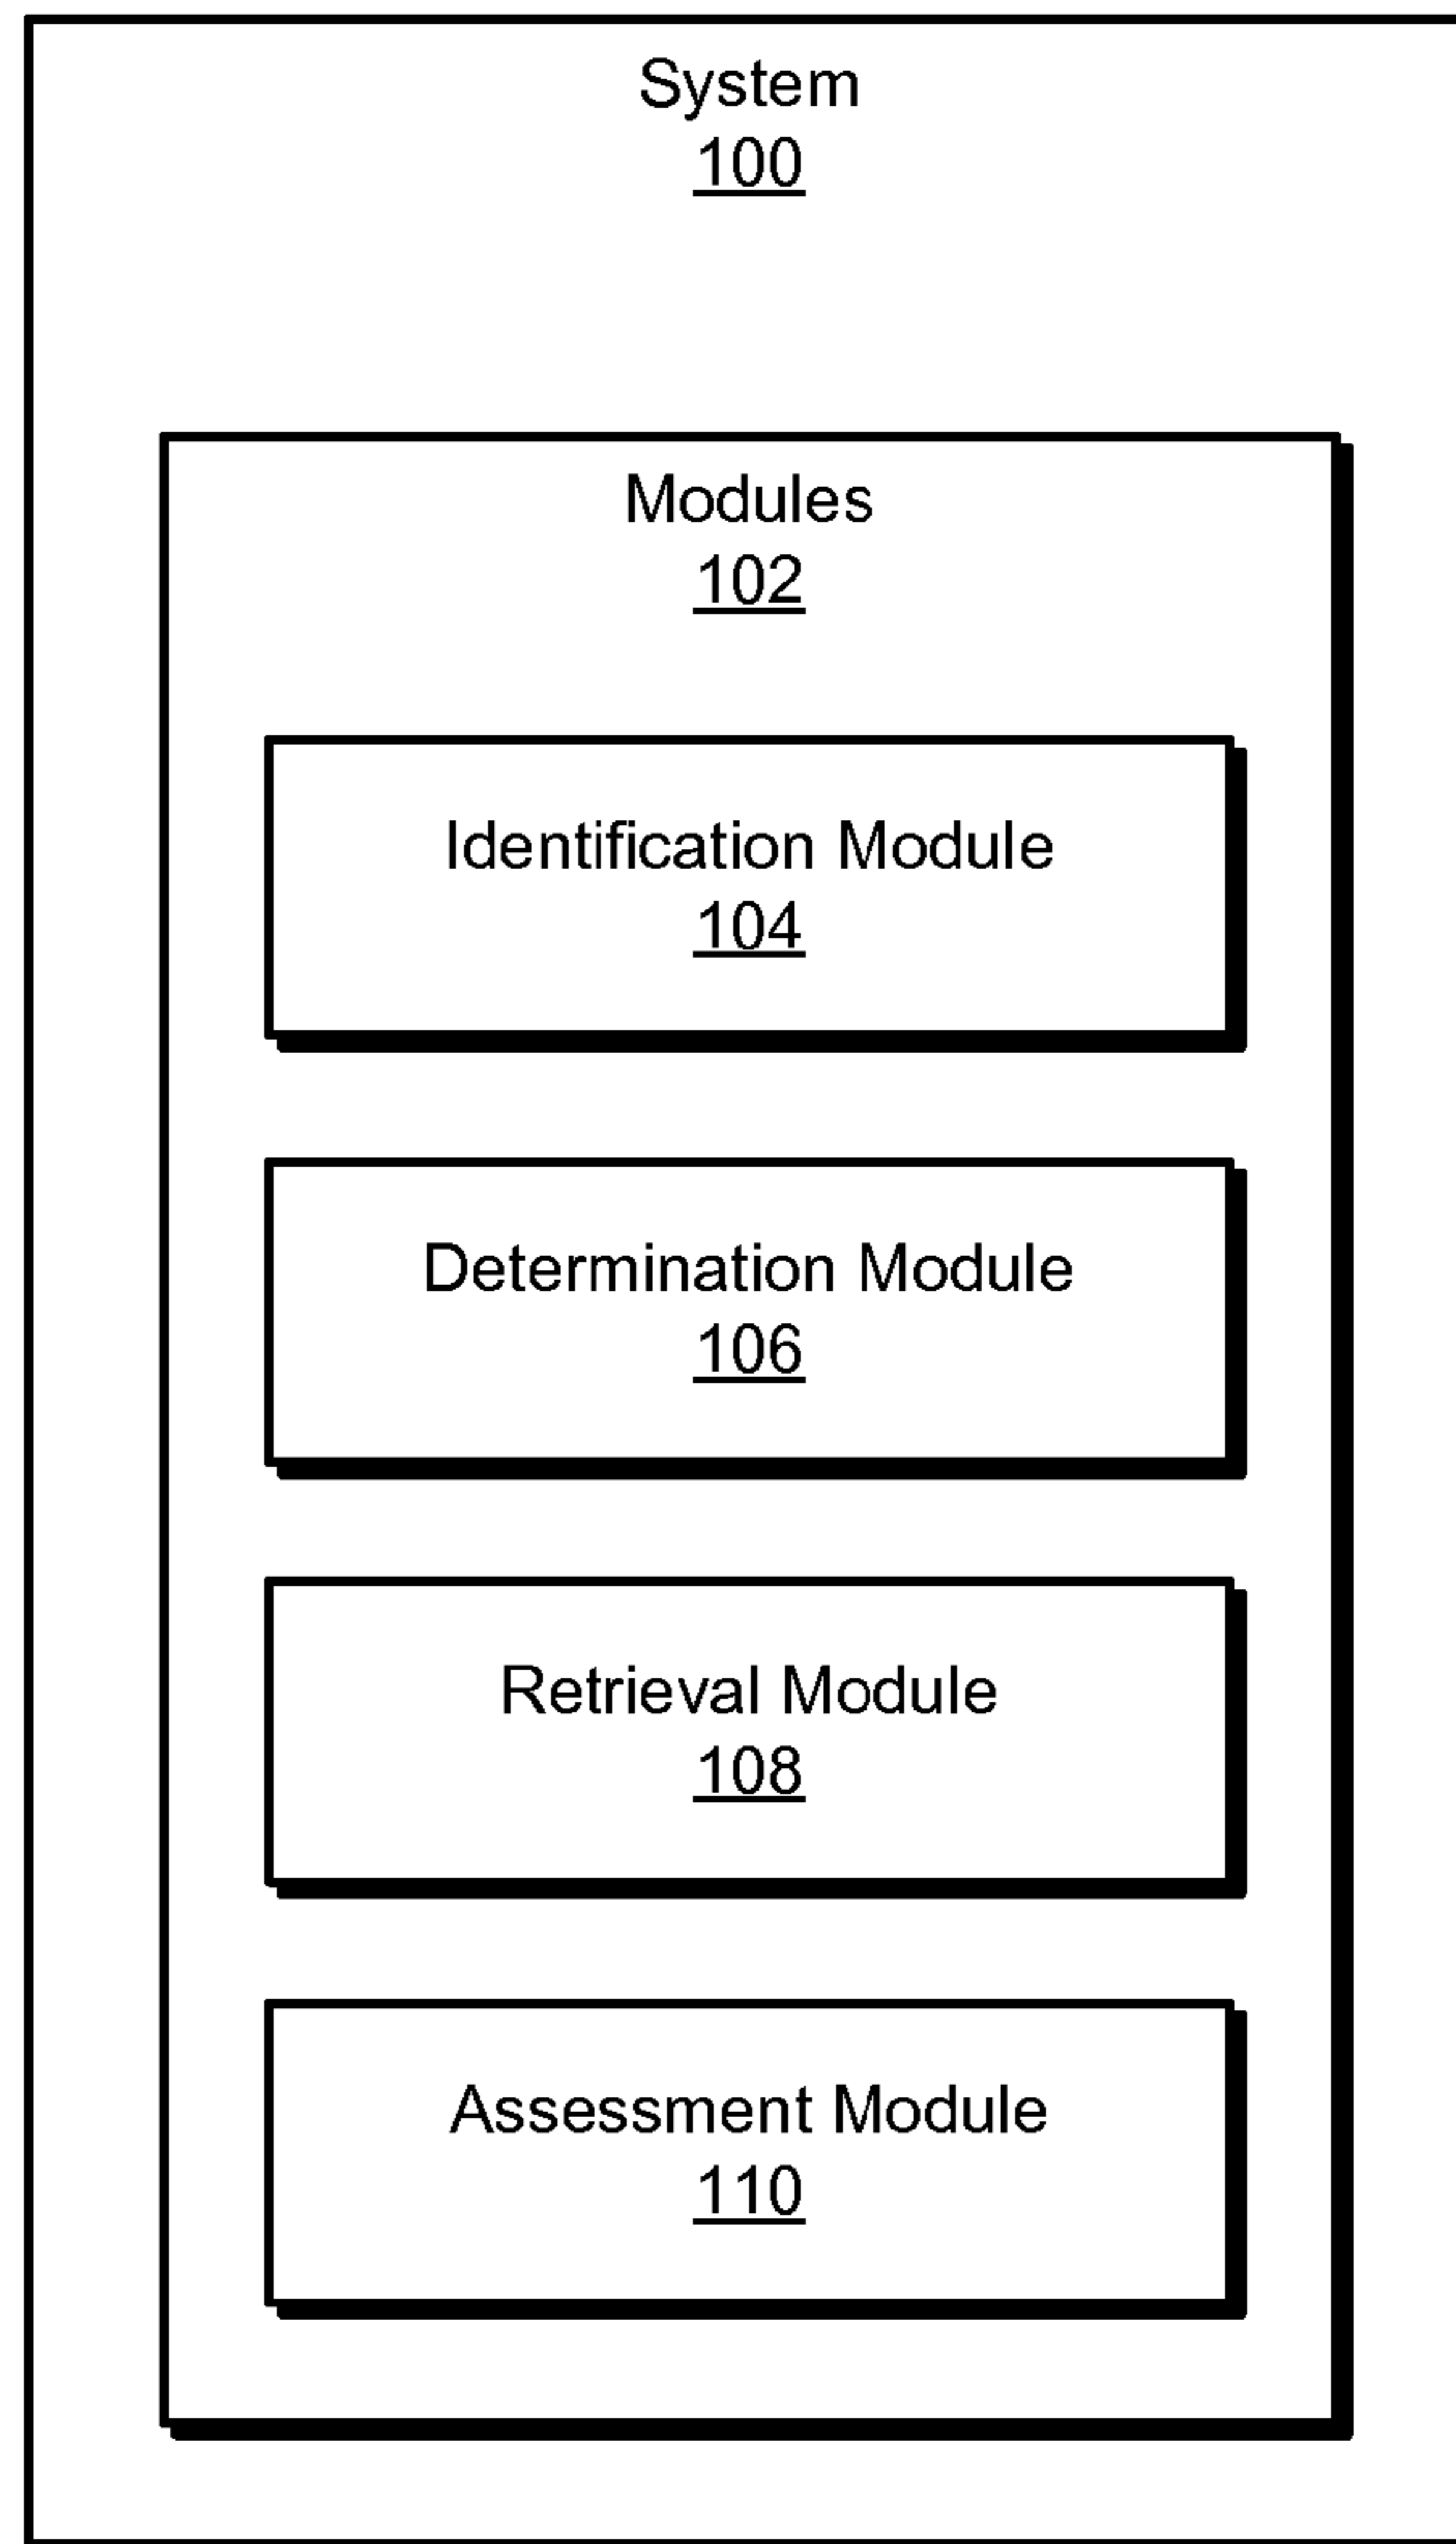 System
100
Modules
102
Identification Module
104
Determination Module
106
Retrieval Module
108
Assessment Module
110